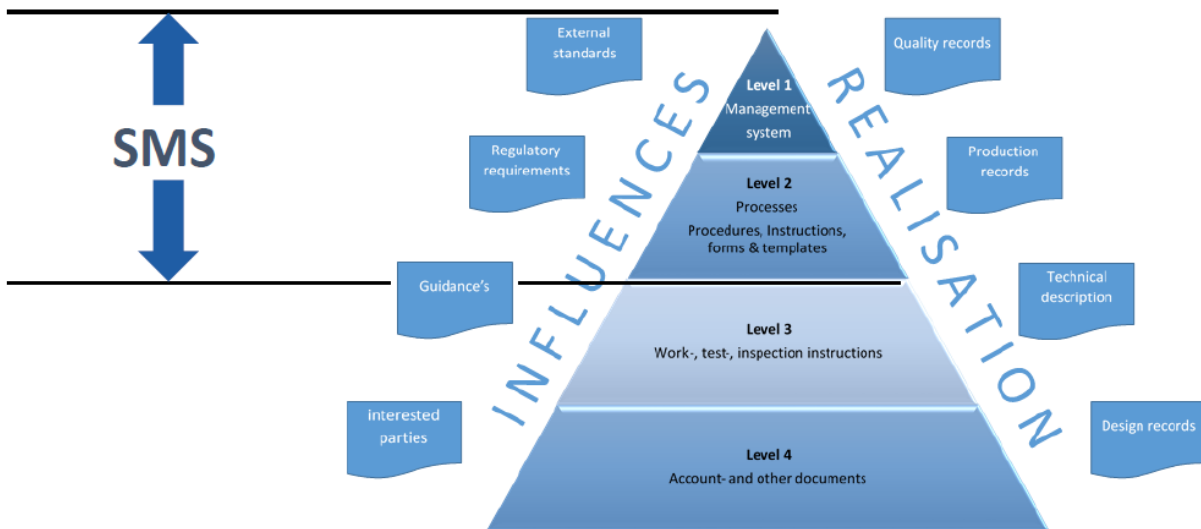 SMS
External
standards
Regulatory
requirements
Guidance's
interested
parties
INFLUENCES
Level 1
Management
system
Level 2
Processes
Procedures, Instructions,
forms & templates
Level 3
Work-, test-, inspection instructions
Level 4
Account- and other documents
REALISATION
Quality records
Production
records
Technical
description
Design records